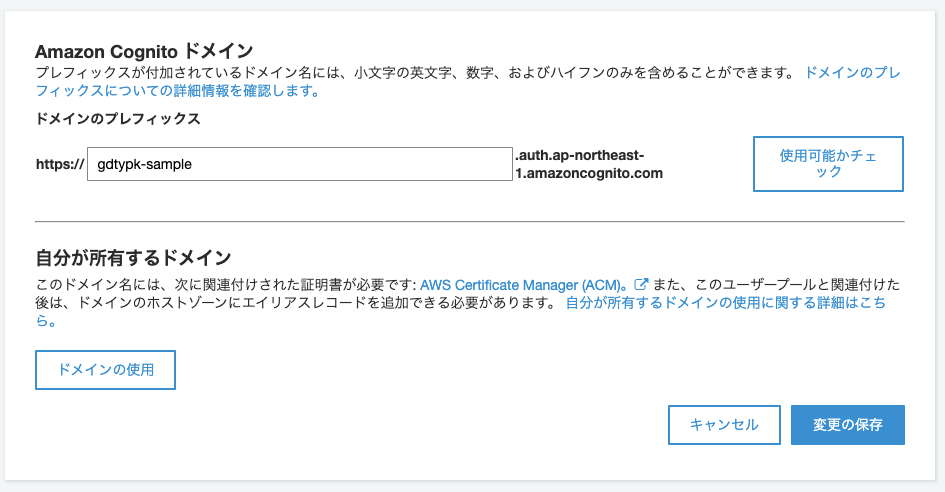 Amazon Cognito ドメイン
プレフィックスが付加されているドメイン名には、小文字の英文字、数字、およびハイフンのみを含めることができます。 ドメインのプレ
フィックスについての詳細情報を確認します。
ドメインのプレフィックス
https:// gdtypk-sample .auth.ap-northeast-
1.amazoncognito.com
使用可能かチェ
ック
自分が所有するドメイン
このドメイン名には、次に関連付けされた証明書が必要です: AWS Certificate Manager (ACM)。 また、このユーザープールと関連付けた
後は、ドメインのホストゾーンにエイリアスレコードを追加できる必要があります。 自分が所有するドメインの使用に関する詳細はこち
ら。
ドメインの使用
キャンセル 変更の保存